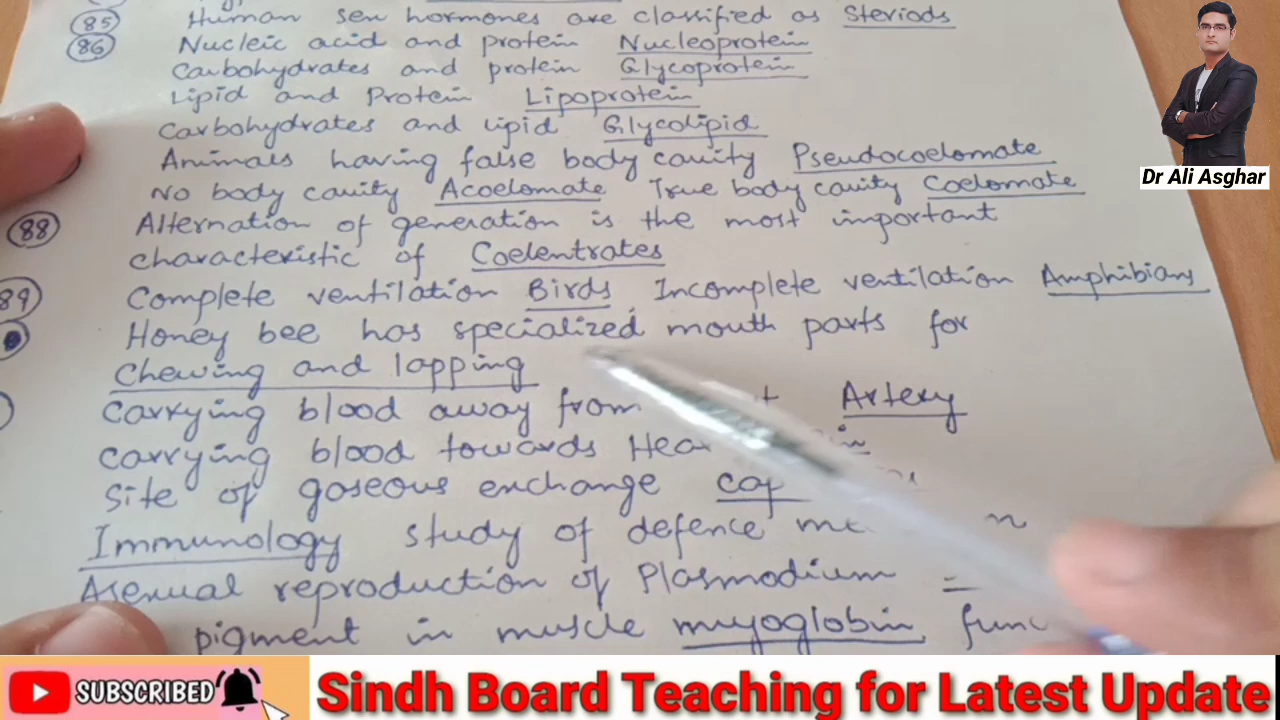 85 Human sex hormones are classified as Steriods
86 Nucleic acid and protein Nucleoprotein
Carbohydrates and protein Glycoprotein
Lipid and Protein Lipoprotein
Carbohydrates and Lipid Glycolipid
Animals having false body cavity Pseudocoelomate
No body cavity Acoelomate True body cavity Coelomate
88 Alternation of generation is the most important
characteristic of Coelentrates
89 Complete ventilation Birds, Incomplete ventilation Amphibians
Honey bee has specialized mouth parts for
Chewing and lapping
Carrying blood away from Artery
Carrying blood towards
Site of gaseous exchange
Immunology study of defence
Asexual reproduction of Plasmodium =
pigment in muscle myoglobin,
Dr Ali Asghar
SUBSCRIBED
Sindh Board Teaching for Latest Update